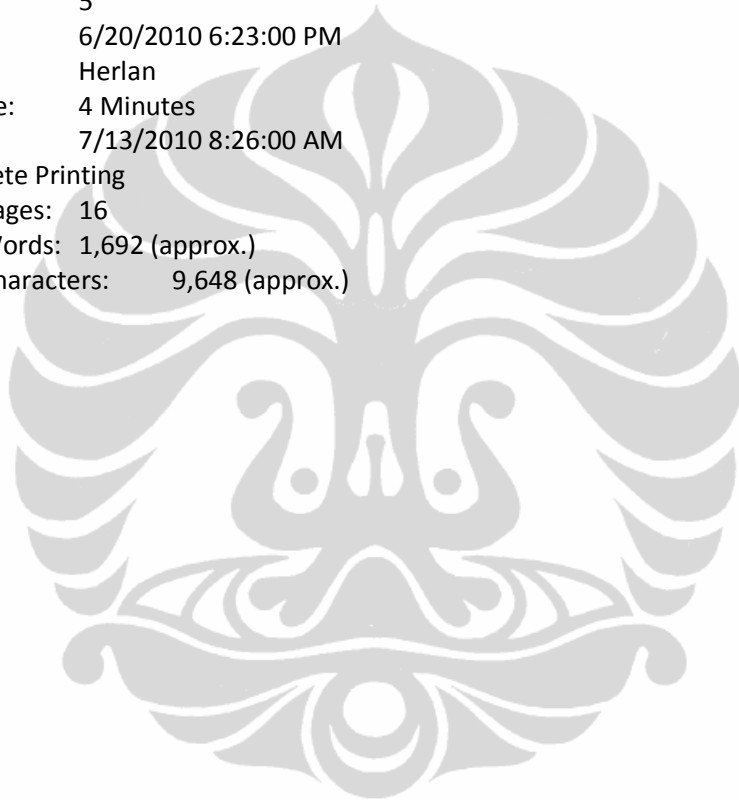 5
6/20/2010 6:23:00 PM
Herlan
e: 4 Minutes
7/13/2010 8:26:00 AM
ete Printing
ages: 16
Words: 1,692 (approx.)
haracters: 9,648 (approx.)